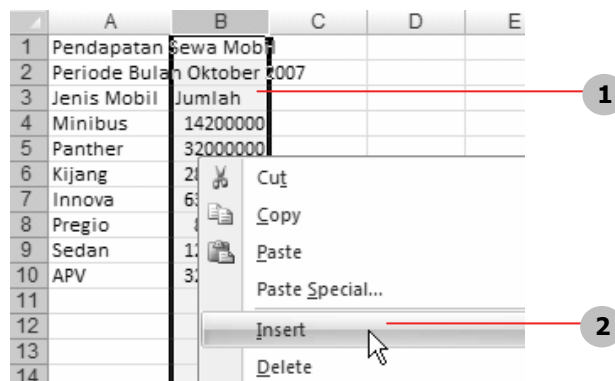 A B C D E
1 Pendapatan Sewa Mobil
2 Periode Bulan Oktober 2007
3 Jenis Mobil Jumlah
4 Minibus 14200000
5 Panther 32000000
6 Kijang
7 Innova
8 Pregio
9 Sedan
10 APV
11
12
13
14
Cut
Copy
Paste
Paste Special...
Insert
Delete
1
2